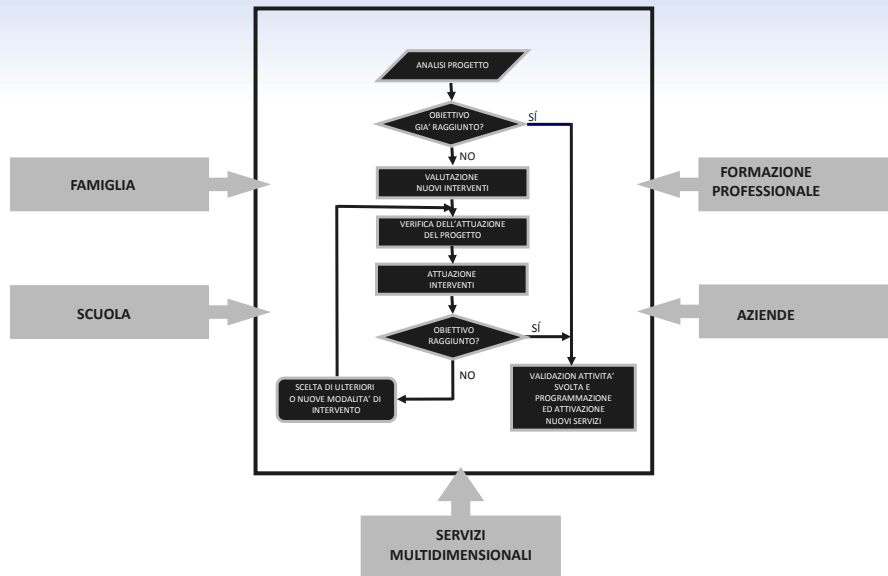 ANALISI PROGETTO
OBIETTIVO
GIA' RAGGIUNTO?
SÍ
NO
VALUTAZIONE
NUOVI INTERVENTI
FAMIGLIA
FORMAZIONE
PROFESSIONALE
VERIFICA DELL'ATTUAZIONE
DEL PROGETTO
ATTUAZIONE
INTERVENTI
SCUOLA
AZIENDE
OBIETTIVO
RAGGIUNTO?
SÍ
NO
SCELTA DI ULTERIORI
O NUOVE MODALITA' DI
INTERVENTO
VALIDAZION ATTIVITA'
SVOLTA E
PROGRAMMAZIONE
ED ATTIVAZIONE
NUOVI SERVIZI
SERVIZI
MULTIDIMENSIONALI